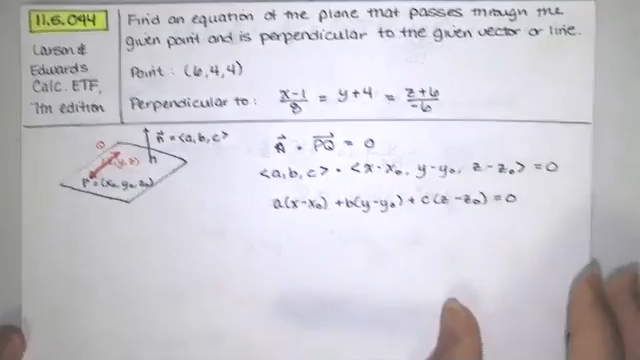 11.5.044
Larson &
Edwards
Calc. ETF,
7th edition
Find an equation of the plane that passes through the
given point and is perpendicular to the given vector or line.
Point: (6,4,4)
Perpendicular to: (x-1)/8 = y+4 = (z+6)/-6
n⃗ = <a,b,c>
Q
(x,y,z)
P = (x₀, y₀, z₀)
n⃗ · PQ⃗ = 0
<a,b,c> · <x-x₀, y-y₀, z-z₀> = 0
a(x-x₀) + b(y-y₀) + c(z-z₀) = 0